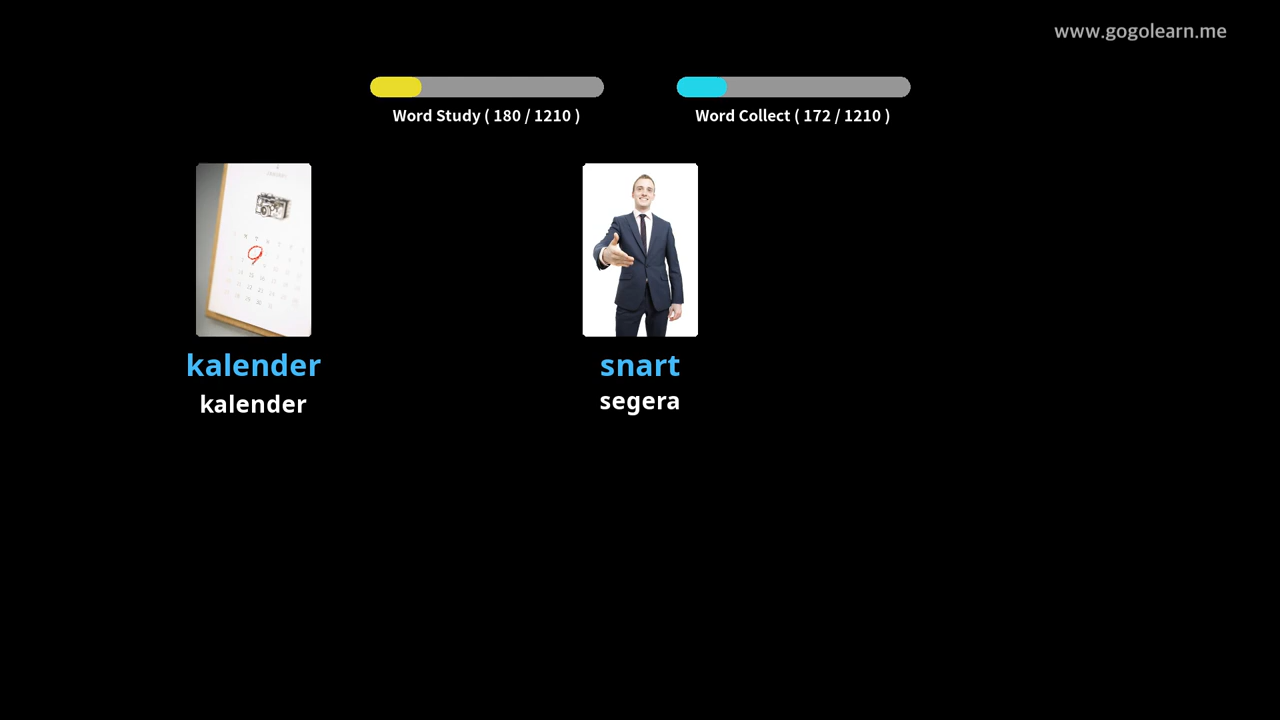 www.gogolearn.me
Word Study ( 180 / 1210 )
Word Collect ( 172 / 1210 )
kalender
kalender
snart
segera